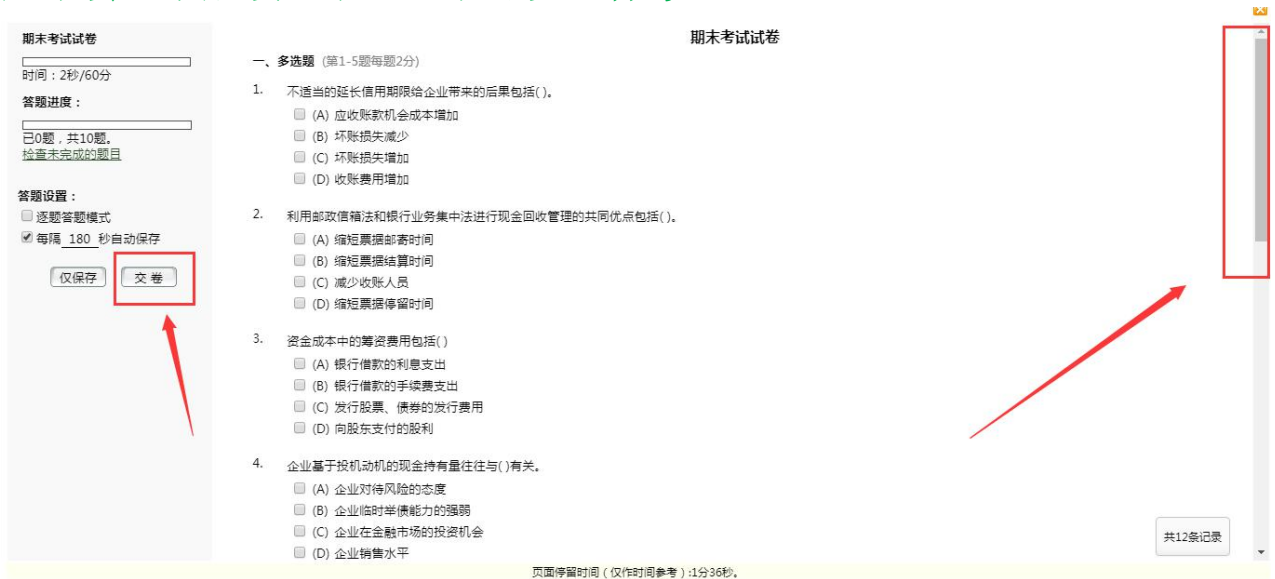 期末考试试卷
时间：2秒/60分
答题进度：
已0题，共10题。
检查未完成的题目
答题设置：
逐题答题模式
每隔 180 秒自动保存
仅保存 交 卷
期末考试试卷
一、多选题 (第1-5题每题2分)
1. 不适当的延长信用期限给企业带来的后果包括( )。
(A) 应收账款机会成本增加
(B) 坏账损失减少
(C) 坏账损失增加
(D) 收账费用增加
2. 利用邮政信箱法和银行业务集中法进行现金回收管理的共同优点包括( )。
(A) 缩短票据邮寄时间
(B) 缩短票据结算时间
(C) 减少收账人员
(D) 缩短票据停留时间
3. 资金成本中的筹资费用包括( )
(A) 银行借款的利息支出
(B) 银行借款的手续费支出
(C) 发行股票、债券的发行费用
(D) 向股东支付的股利
4. 企业基于投机动机的现金持有量往往与( )有关。
(A) 企业对待风险的态度
(B) 企业临时举债能力的强弱
(C) 企业在金融市场的投资机会
(D) 企业销售水平
共12条记录
页面停留时间（仅作时间参考）:1分36秒。